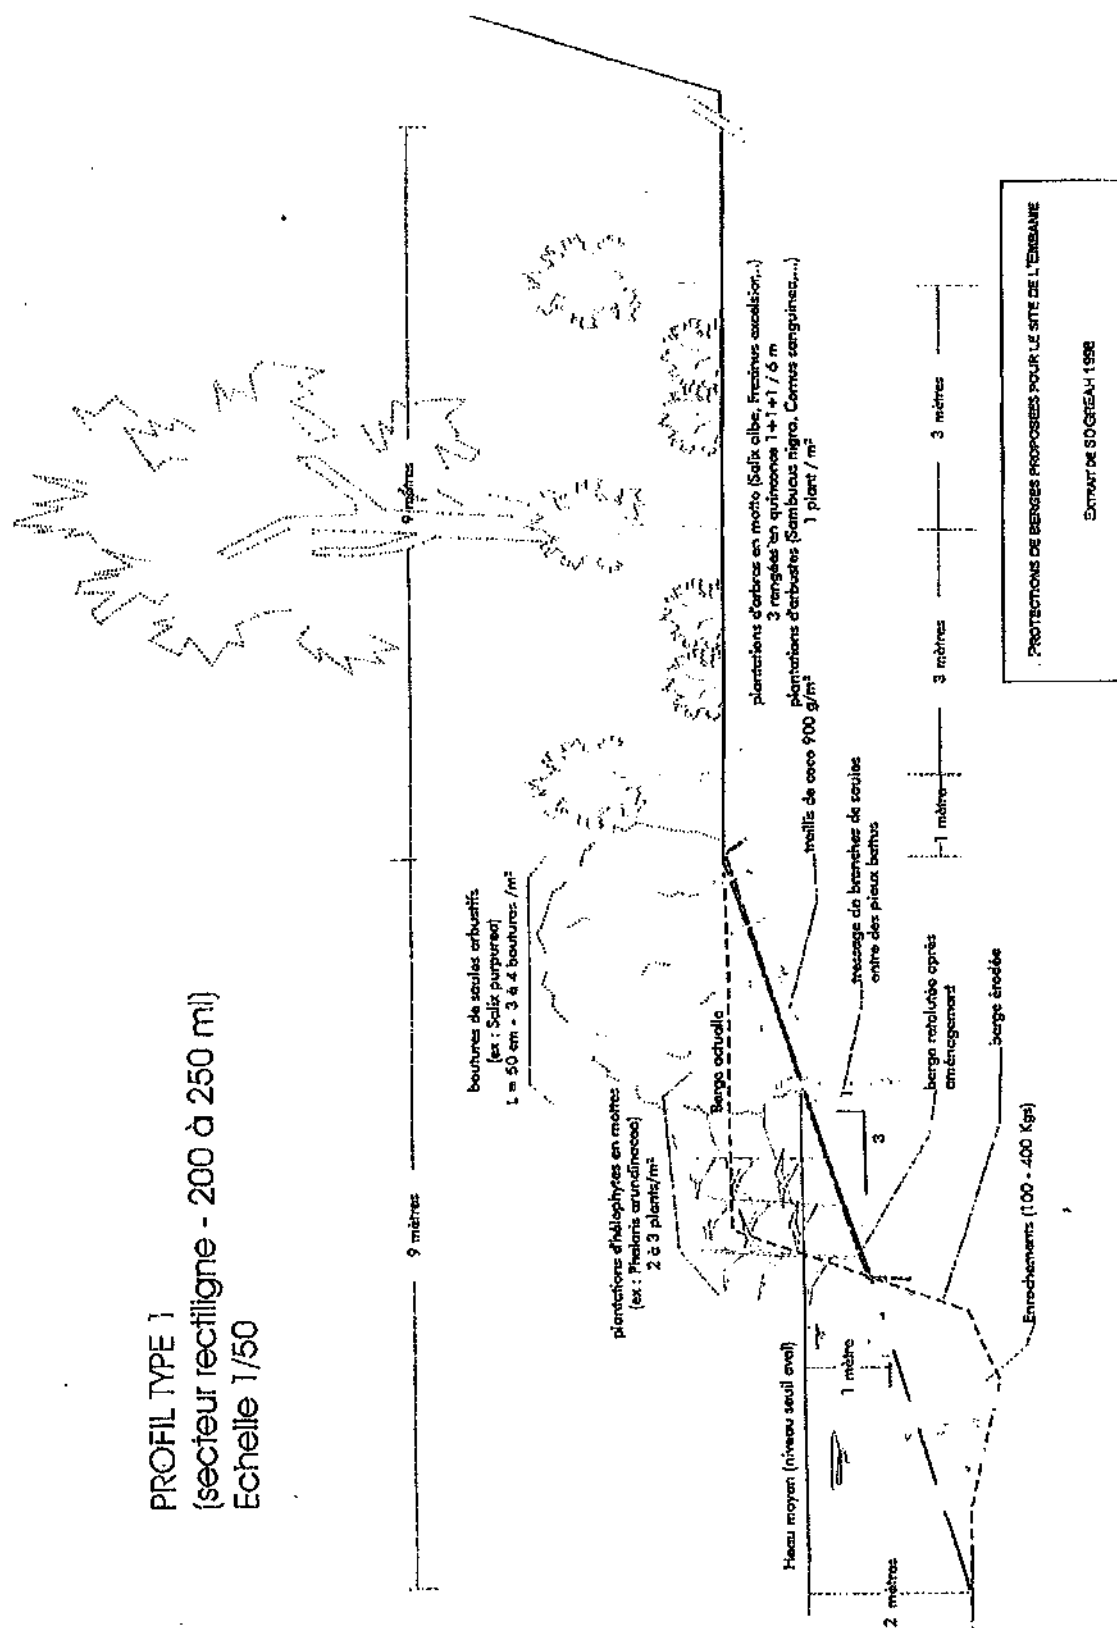 PROFIL TYPE 1
(secteur rectiligne - 200 à 250 ml)
Echelle 1/50
9 mètres
9 mètres
boutures de saules arbustifs
(ex : Salix purpurea)
L = 50 cm - 3 à 4 boutures /m²
plantations d'hélophytes en mottes
(ex : Phalaris arundinacea)
2 à 3 plants/m²
Berge actuelle
plantations d'arbres en motte (Salix alba, Fraxinus excelsior,..)
3 rangées en quinconce 1+1+1 / 6 m
plantations d'arbustes (Sambucus nigra, Cornus sanguinea,...)
1 plant / m²
treillis de coco 900 g/m²
tressage de branches de saules
entre des pieux battus
1
3
berge retalutée après
aménagement
berge érodée
Enrochements (100 - 400 Kgs)
niveau seuil aval)
1 mètre
2 mètres
1 mètre
3 mètres
3 mètres
PROTECTIONS DE BERGES PROPOSEES POUR LE SITE DE
EXTRAIT DE SOGREAH 1998